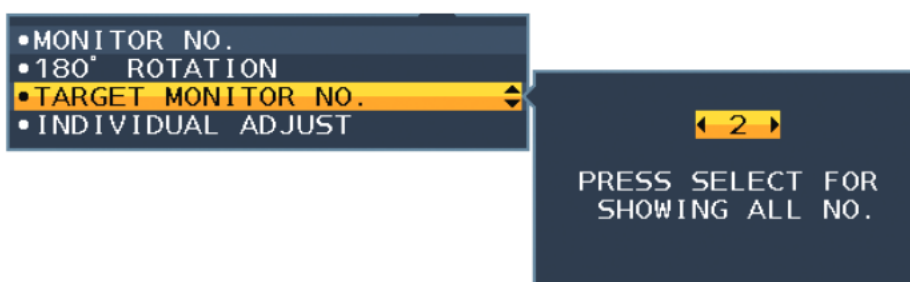 •MONITOR NO.
•180° ROTATION
•TARGET MONITOR NO.
•INDIVIDUAL ADJUST
2
PRESS SELECT FOR
SHOWING ALL NO.